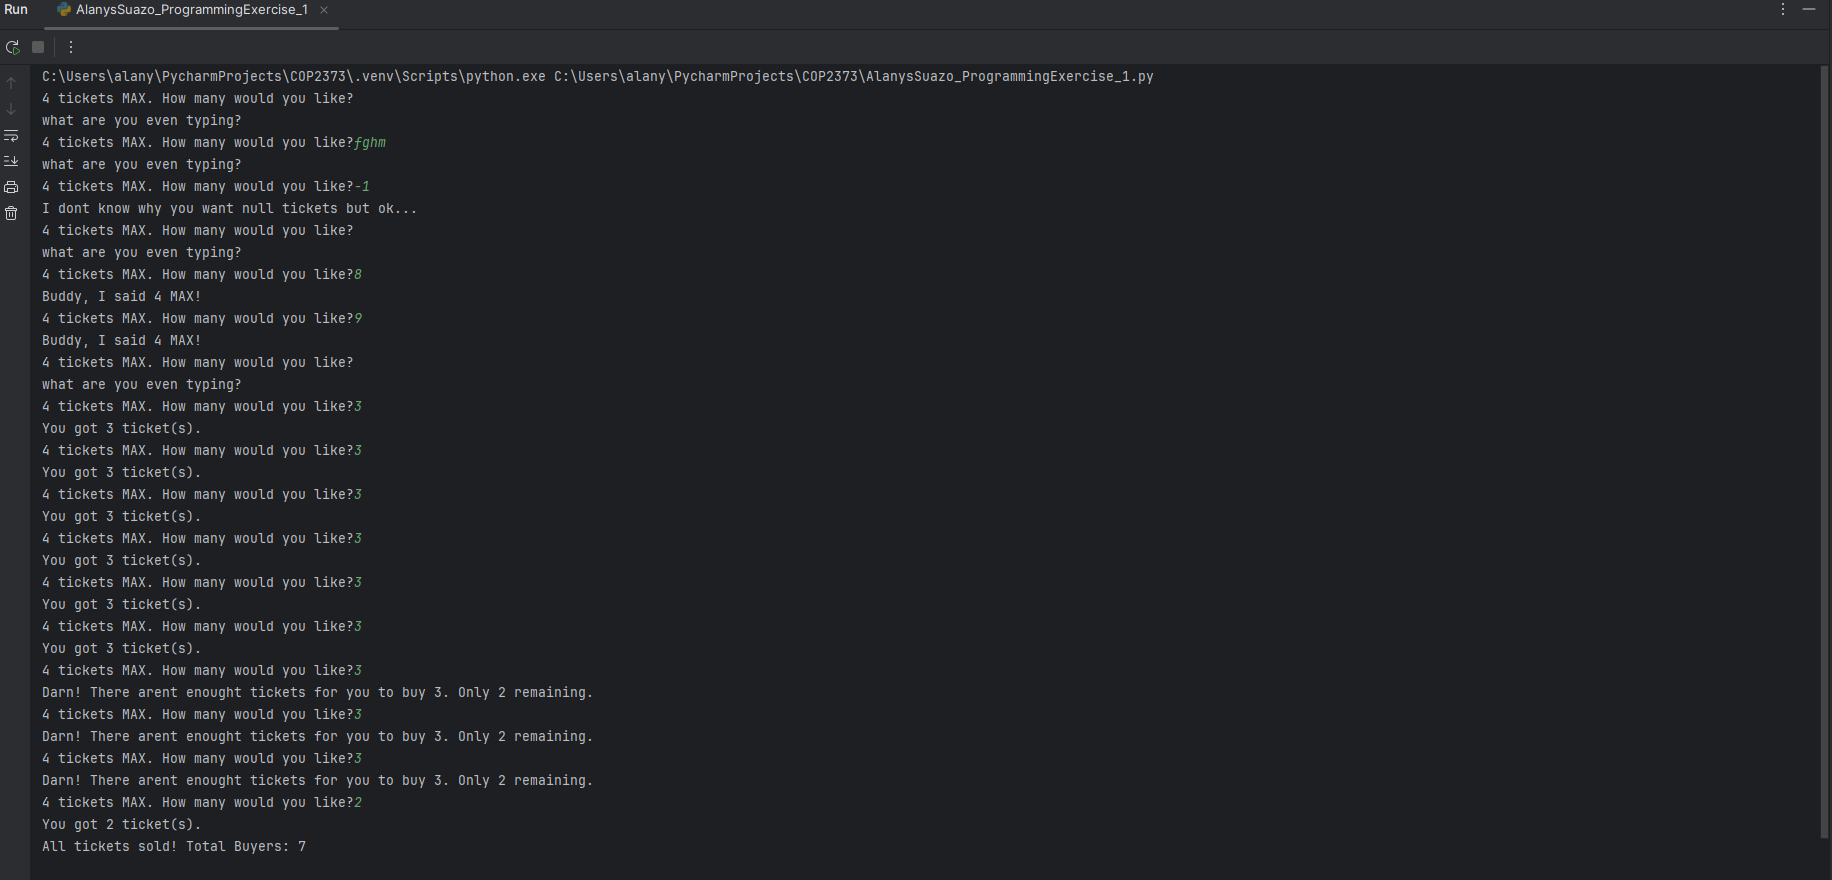 Run AlanysSuazo_ProgrammingExercise_1
C:\Users\alany\PycharmProjects\COP2373\.venv\Scripts\python.exe C:\Users\alany\PycharmProjects\COP2373\AlanysSuazo_ProgrammingExercise_1.py
4 tickets MAX. How many would you like?
what are you even typing?
4 tickets MAX. How many would you like?fghm
what are you even typing?
4 tickets MAX. How many would you like?-1
I dont know why you want null tickets but ok...
4 tickets MAX. How many would you like?
what are you even typing?
4 tickets MAX. How many would you like?8
Buddy, I said 4 MAX!
4 tickets MAX. How many would you like?9
Buddy, I said 4 MAX!
4 tickets MAX. How many would you like?
what are you even typing?
4 tickets MAX. How many would you like?3
You got 3 ticket(s).
4 tickets MAX. How many would you like?3
You got 3 ticket(s).
4 tickets MAX. How many would you like?3
You got 3 ticket(s).
4 tickets MAX. How many would you like?3
You got 3 ticket(s).
4 tickets MAX. How many would you like?3
You got 3 ticket(s).
4 tickets MAX. How many would you like?3
You got 3 ticket(s).
4 tickets MAX. How many would you like?3
Darn! There arent enought tickets for you to buy 3. Only 2 remaining.
4 tickets MAX. How many would you like?3
Darn! There arent enought tickets for you to buy 3. Only 2 remaining.
4 tickets MAX. How many would you like?3
Darn! There arent enought tickets for you to buy 3. Only 2 remaining.
4 tickets MAX. How many would you like?2
You got 2 ticket(s).
All tickets sold! Total Buyers: 7